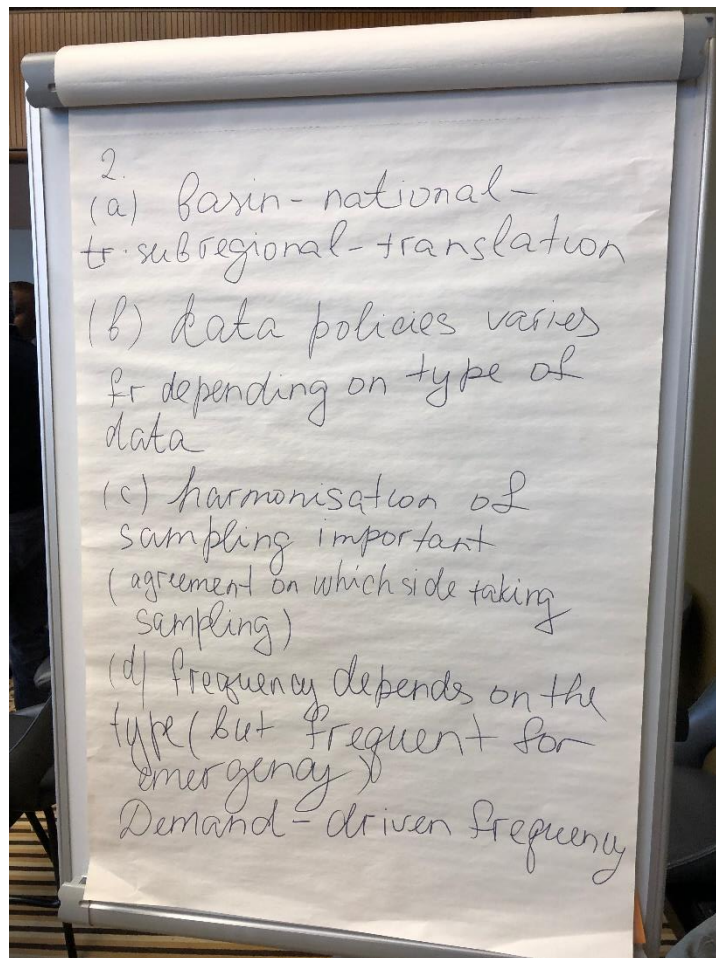 2.
(a) Basin-national-
tr. subregional-translation
(b) data policies varies
fr depending on type of
data
(c) harmonisation of
sampling important
(agreement on which side taking
sampling)
(d) frequency depends on the
type (but frequent for
emergency)
Demand-driven frequency